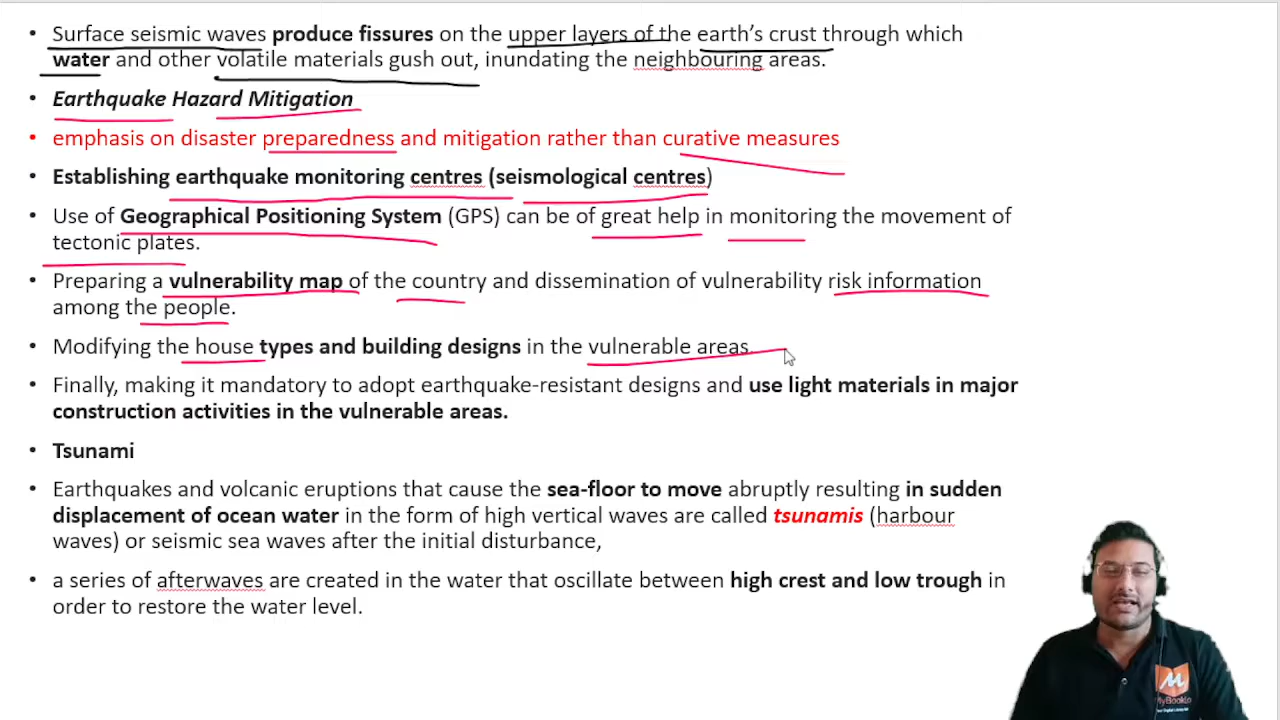 • Surface seismic waves produce fissures on the upper layers of the earth's crust through which
water and other volatile materials gush out, inundating the neighbouring areas.
• Earthquake Hazard Mitigation
• emphasis on disaster preparedness and mitigation rather than curative measures
• Establishing earthquake monitoring centres (seismological centres)
• Use of Geographical Positioning System (GPS) can be of great help in monitoring the movement of
tectonic plates.
• Preparing a vulnerability map of the country and dissemination of vulnerability risk information
among the people.
• Modifying the house types and building designs in the vulnerable areas.
• Finally, making it mandatory to adopt earthquake-resistant designs and use light materials in major
construction activities in the vulnerable areas.
• Tsunami
• Earthquakes and volcanic eruptions that cause the sea-floor to move abruptly resulting in sudden
displacement of ocean water in the form of high vertical waves are called tsunamis (harbour
waves) or seismic sea waves after the initial disturbance,
• a series of afterwaves are created in the water that oscillate between high crest and low trough in
order to restore the water level.